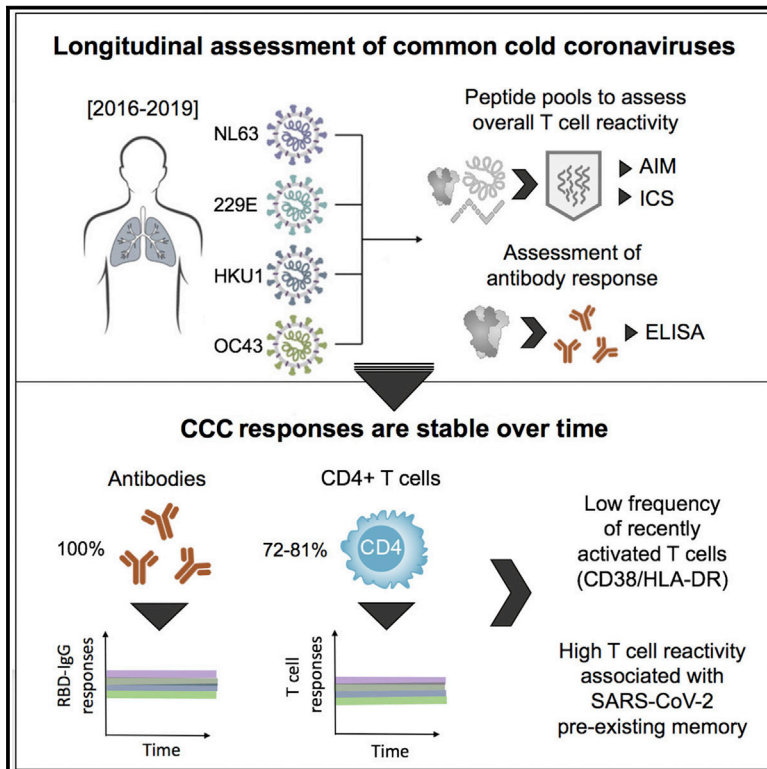 Longitudinal assessment of common cold coronaviruses
[2016-2019]
NL63
229E
HKU1
OC43
Peptide pools to assess
overall T cell reactivity
AIM
ICS
Assessment of
antibody response
ELISA
CCC responses are stable over time
Antibodies
100%
RBD-IgG
responses
Time
CD4+ T cells
72-81%
CD4
T cell
responses
Time
Low frequency
of recently
activated T cells
(CD38/HLA-DR)
High T cell reactivity
associated with
SARS-CoV-2
pre-existing memory